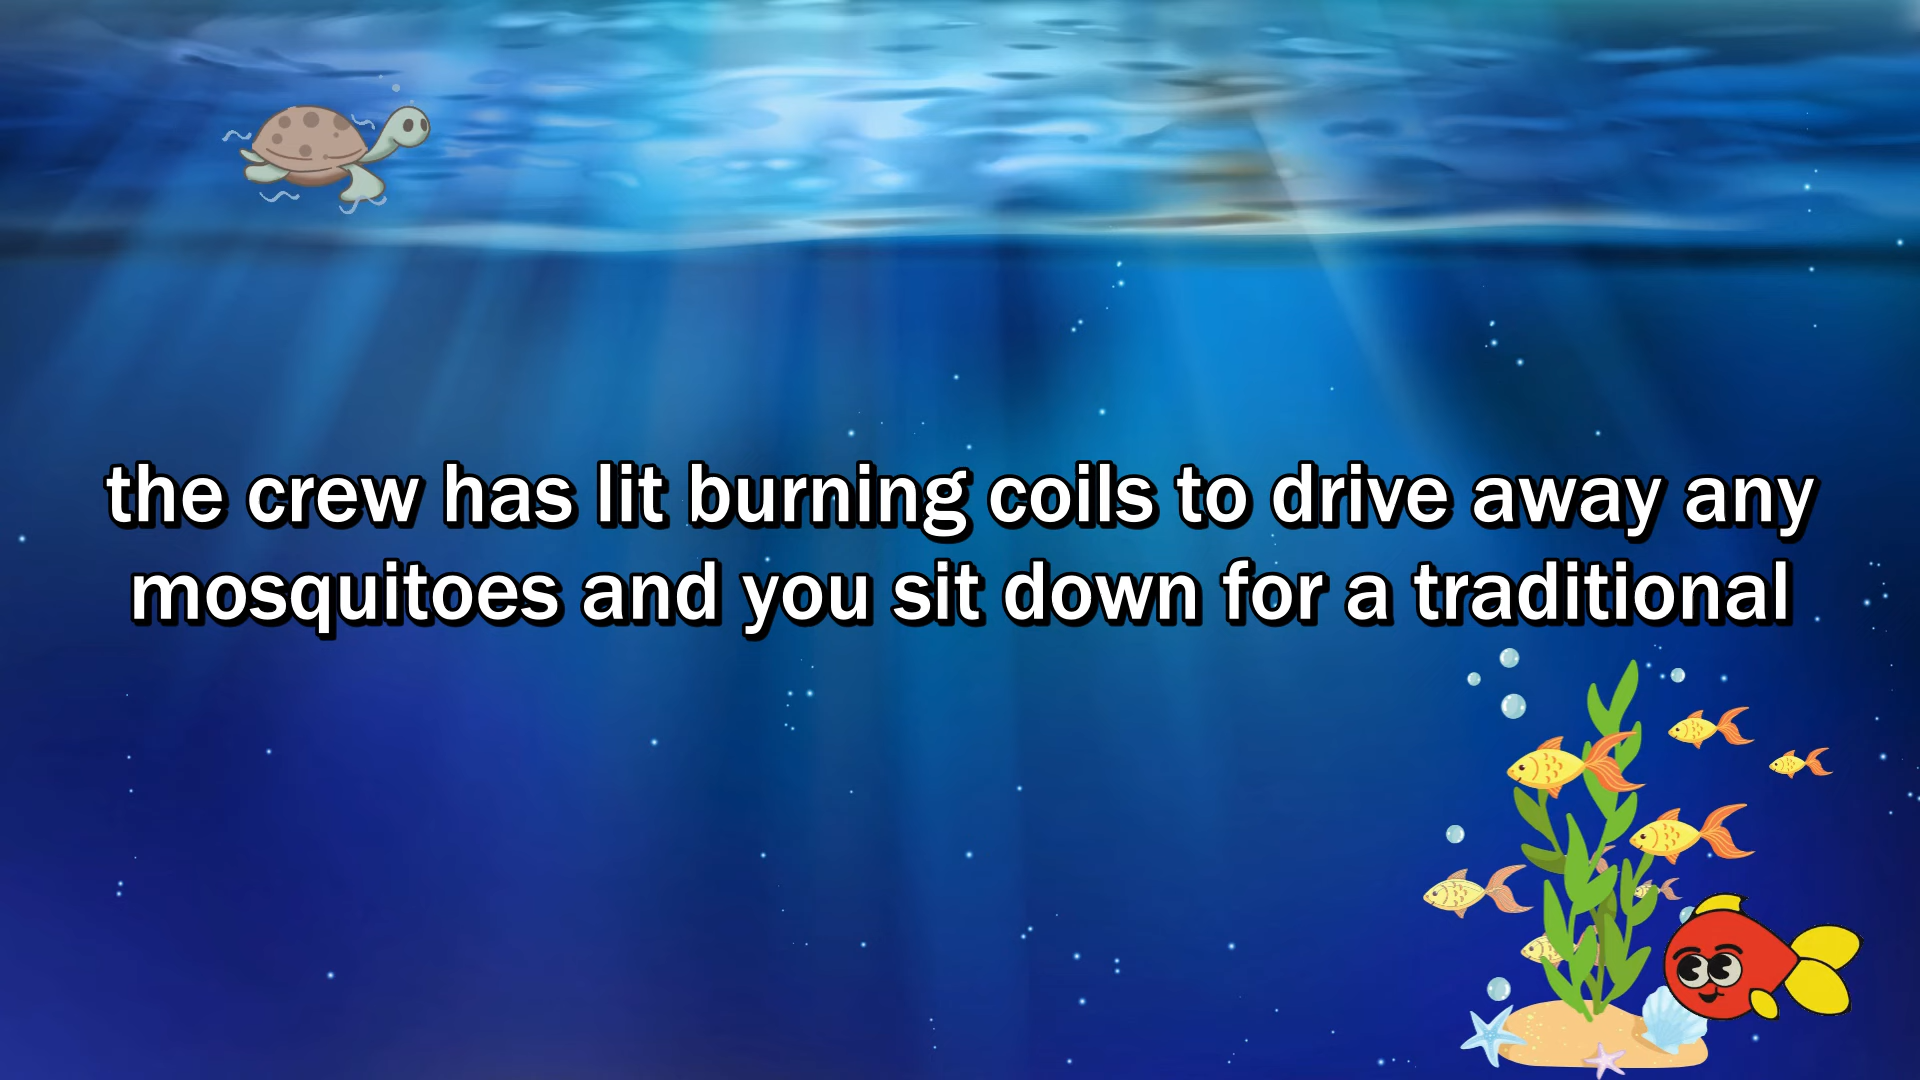 the crew has lit burning coils to drive away any
mosquitoes and you sit down for a traditional